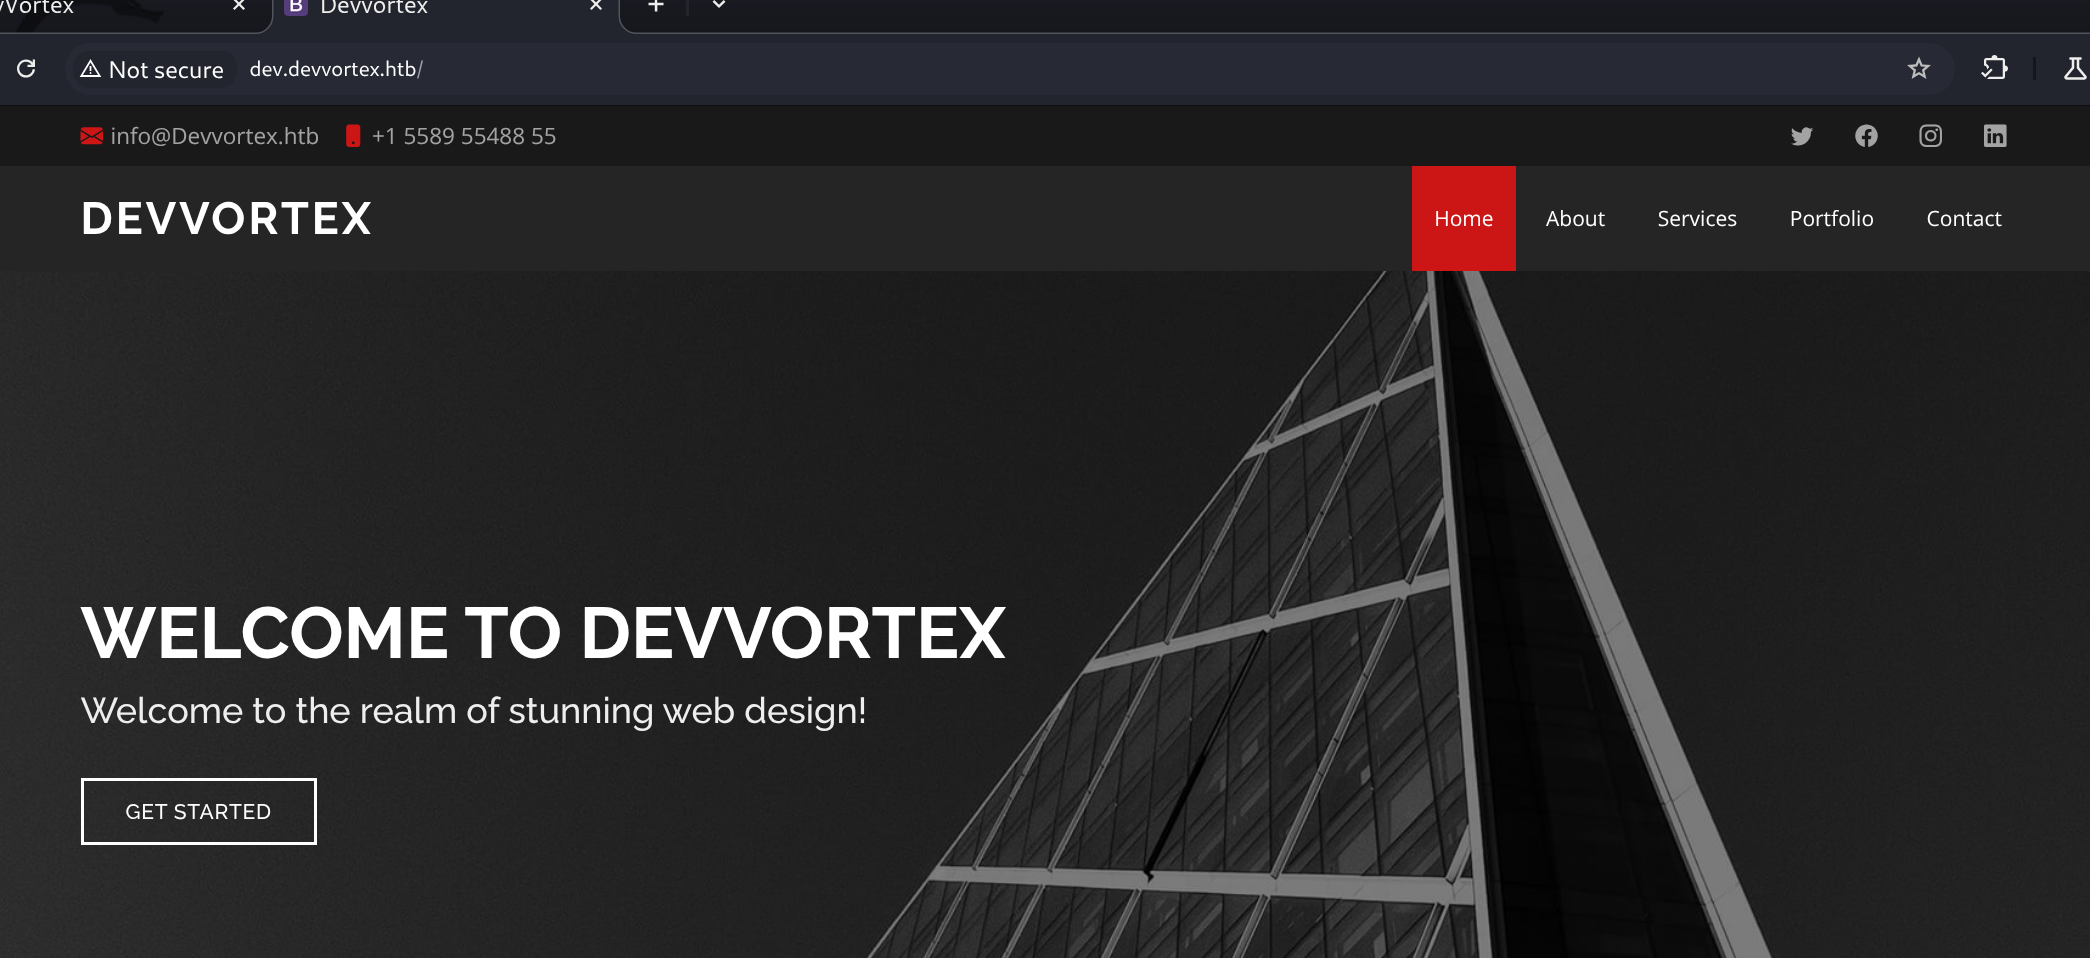 Vortex
B Devvortex
Not secure dev.devvortex.htb/
info@Devvortex.htb +1 5589 55488 55
DEVVORTEX
Home About Services Portfolio Contact
WELCOME TO DEVVORTEX
Welcome to the realm of stunning web design!
GET STARTED